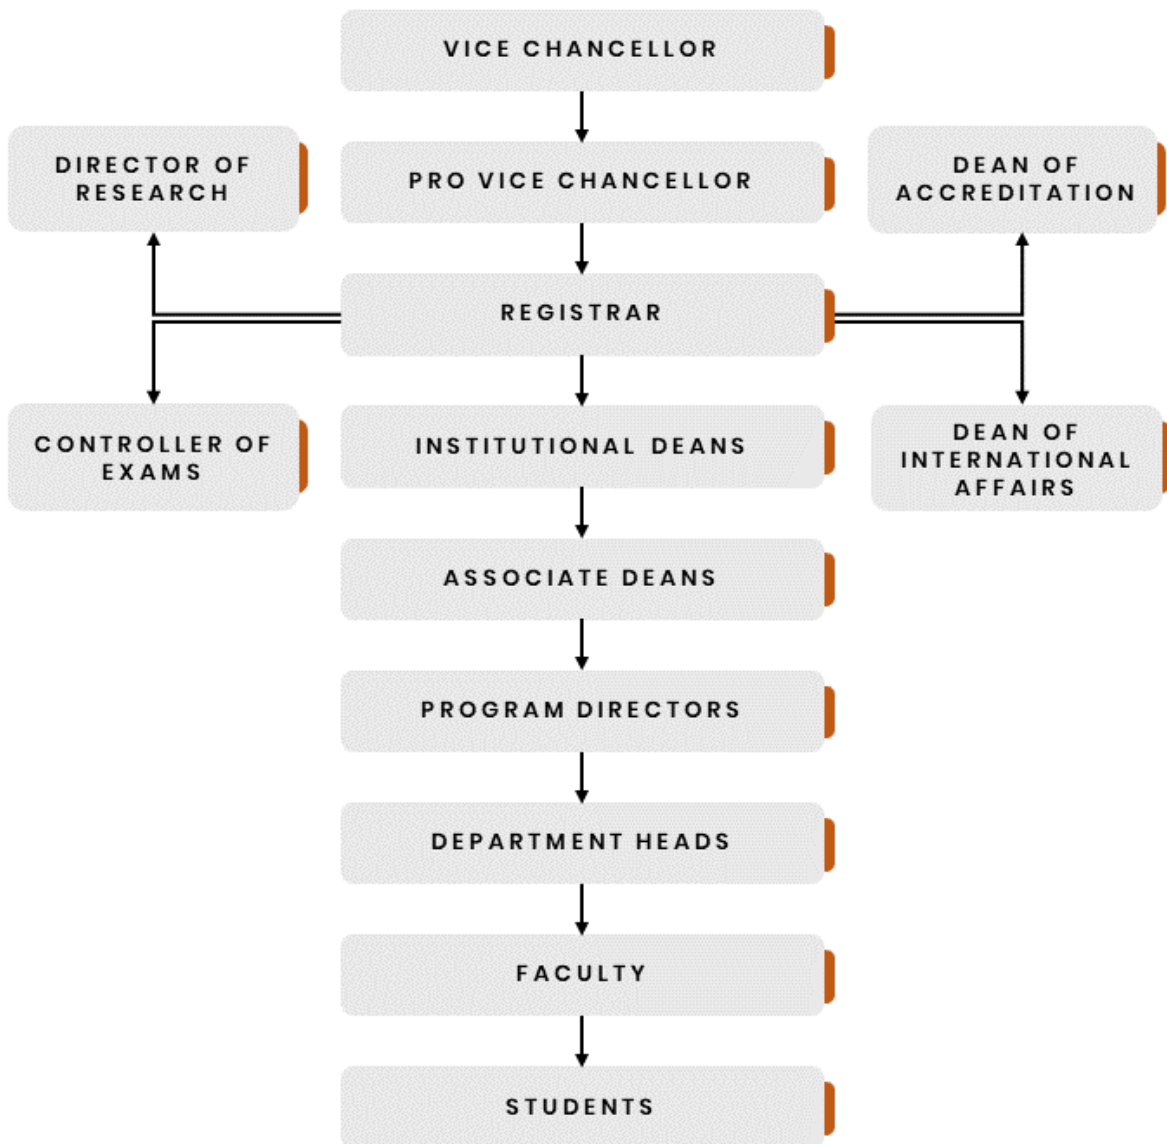 VICE CHANCELLOR
DIRECTOR OF
RESEARCH
PRO VICE CHANCELLOR
DEAN OF
ACCREDITATION
REGISTRAR
CONTROLLER OF
EXAMS
INSTITUTIONAL DEANS
DEAN OF
INTERNATIONAL
AFFAIRS
ASSOCIATE DEANS
PROGRAM DIRECTORS
DEPARTMENT HEADS
FACULTY
STUDENTS